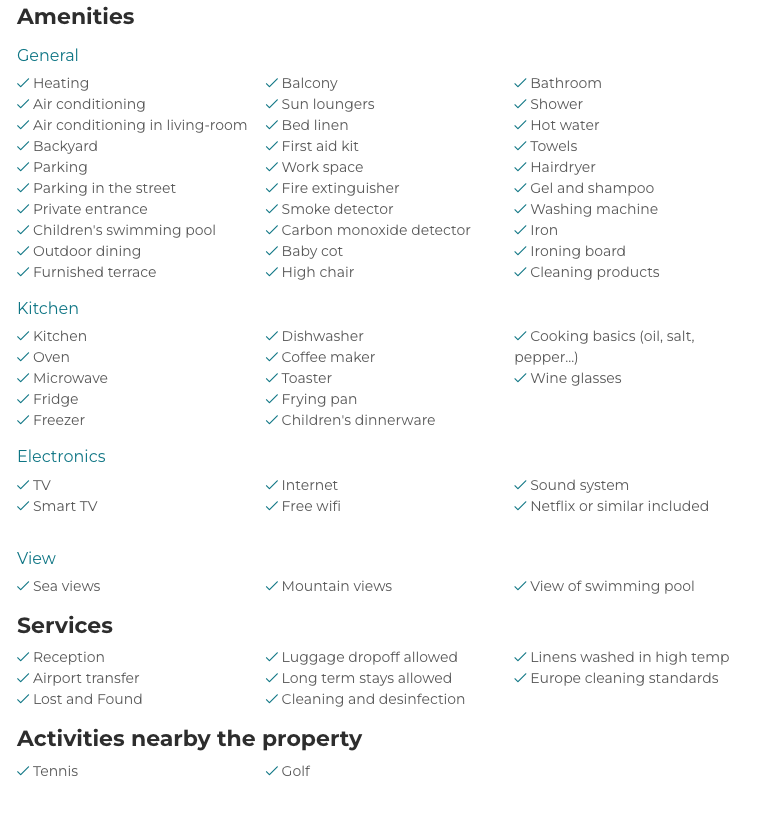 Amenities
General
Heating
Air conditioning
Air conditioning in living-room
Backyard
Parking
Parking in the street
Private entrance
Children's swimming pool
Outdoor dining
Furnished terrace
Balcony
Sun loungers
Bed linen
First aid kit
Work space
Fire extinguisher
Smoke detector
Carbon monoxide detector
Baby cot
High chair
Bathroom
Shower
Hot water
Towels
Hairdryer
Gel and shampoo
Washing machine
Iron
Ironing board
Cleaning products
Kitchen
Kitchen
Oven
Microwave
Fridge
Freezer
Dishwasher
Coffee maker
Toaster
Frying pan
Children's dinnerware
Cooking basics (oil, salt,
pepper...)
Wine glasses
Electronics
TV
Smart TV
Internet
Free wifi
Sound system
Netflix or similar included
View
Sea views
Mountain views
View of swimming pool
Services
Reception
Airport transfer
Lost and Found
Luggage dropoff allowed
Long term stays allowed
Cleaning and desinfection
Linens washed in high temp
Europe cleaning standards
Activities nearby the property
Tennis
Golf